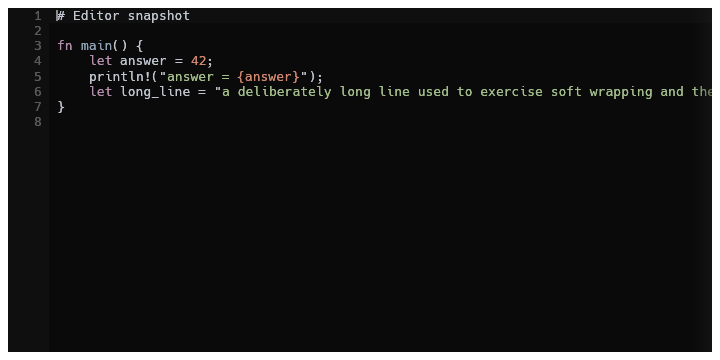 1 # Editor snapshot
2
3 fn main() {
4     let answer = 42;
5     println!("answer = {answer}");
6     let long_line = "a deliberately long line used to exercise soft wrapping and the
7 }
8